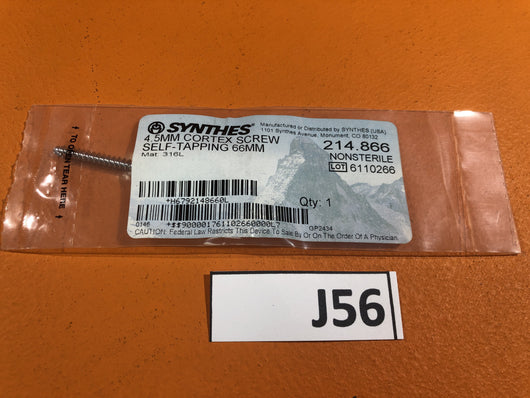 SYNTHES®
Manufactured or Distributed by SYNTHES (USA)
1101 Synthes Avenue, Monument, CO 80132
4.5MM CORTEX SCREW
SELF-TAPPING 66MM
Mat. 316L
214.866
NONSTERILE
LOT 6110266
*H6792148660L
Qty: 1
0146
*$$9000001761102660000L7
GP2434
CAUTION: Federal Law Restricts This Device To Sale By Or On The Order Of A Physician
TO OPEN TEAR HERE
J56